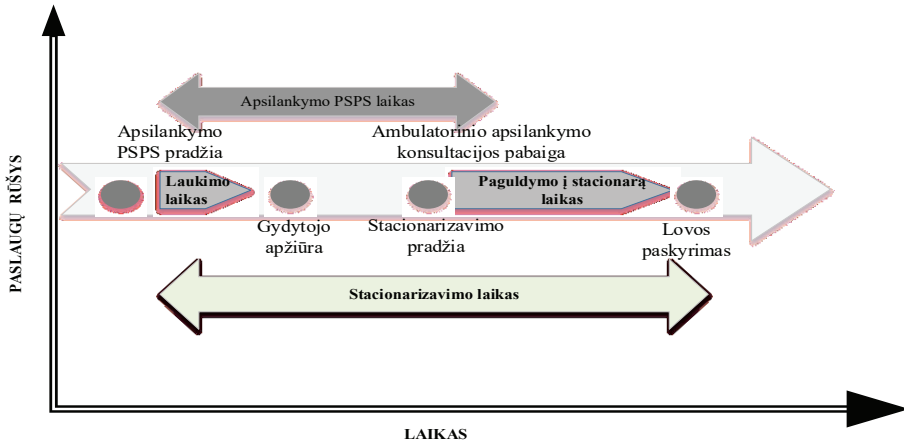 Apsilankymo PSPS laikas
Apsilankymo
PSPS pradžia
Ambulatorinio apsilankymo
konsultacijos pabaiga
Laukimo
laikas
Paguldymo į stacionarą
laikas
Gydytojo
apžiūra
Stacionarizavimo
pradžia
Lovos
paskyrimas
Stacionarizavimo laikas
PASLAUGŲ RŪŠYS
LAIKAS